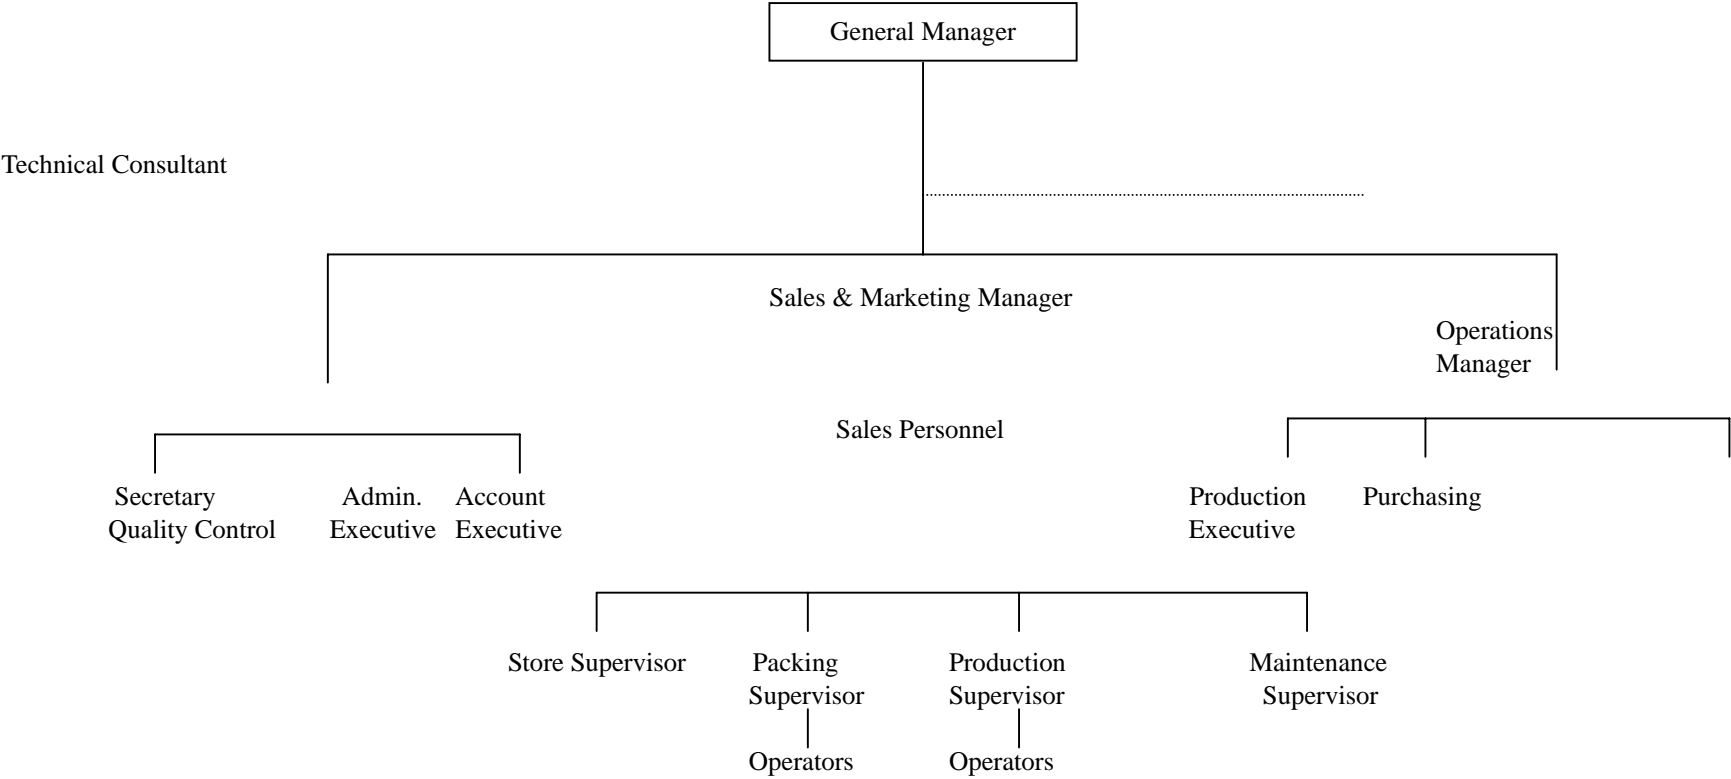 General Manager
Technical Consultant
Sales & Marketing Manager
Operations
Manager
Sales Personnel
Secretary Admin. Account Production Purchasing
Quality Control Executive Executive Executive
Store Supervisor Packing Production Maintenance
Supervisor Supervisor Supervisor
Operators Operators